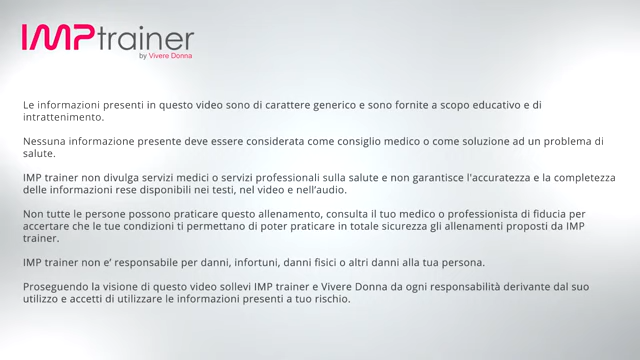 IMPtrainer
by Vivere Donna
Le informazioni presenti in questo video sono di carattere generico e sono fornite a scopo educativo e di
intrattenimento.
Nessuna informazione presente deve essere considerata come consiglio medico o come soluzione ad un problema di
salute.
IMP trainer non divulga servizi medici o servizi professionali sulla salute e non garantisce l'accuratezza e la completezza
delle informazioni rese disponibili nei testi, nel video e nell’audio.
Non tutte le persone possono praticare questo allenamento, consulta il tuo medico o professionista di fiducia per
accertare che le tue condizioni ti permettano di poter praticare in totale sicurezza gli allenamenti proposti da IMP
trainer.
IMP trainer non e’ responsabile per danni, infortuni, danni fisici o altri danni alla tua persona.
Proseguendo la visione di questo video sollevi IMP trainer e Vivere Donna da ogni responsabilità derivante dal suo
utilizzo e accetti di utilizzare le informazioni presenti a tuo rischio.